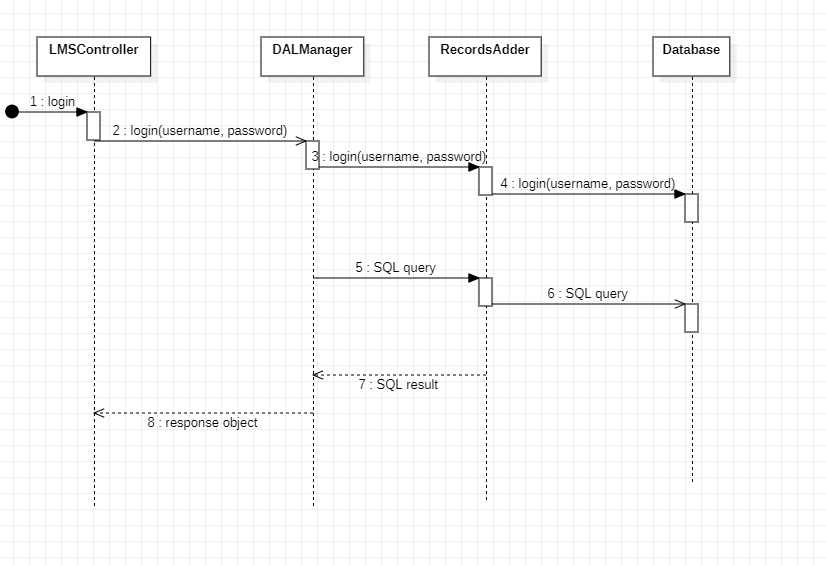 LMSController
DALManager
RecordsAdder
Database
1 : login
2 : login(username, password)
3 : login(username, password)
4 : login(username, password)
5 : SQL query
6 : SQL query
7 : SQL result
8 : response object